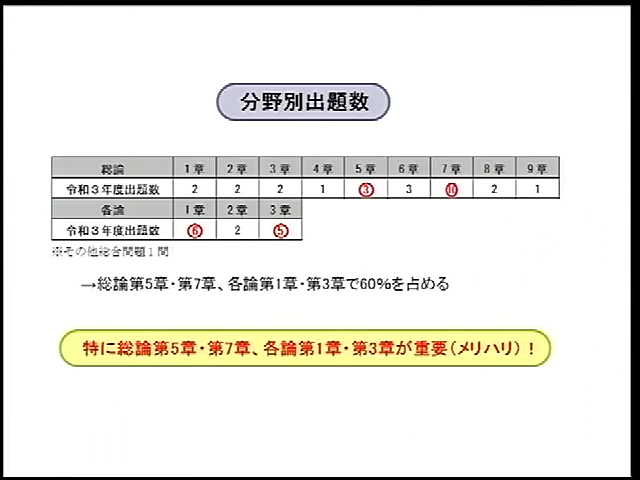 分野別出題数
総論 1章 2章 3章 4章 5章 6章 7章 8章 9章
令和3年度出題数 2 2 2 1 ③ 3 ⑩ 2 1
各論 1章 2章 3章
令和3年度出題数 ⑥ 2 ⑤
※その他総合問題1問
→総論第5章・第7章、各論第1章・第3章で60%を占める
特に総論第5章・第7章、各論第1章・第3章が重要（メリハリ）！